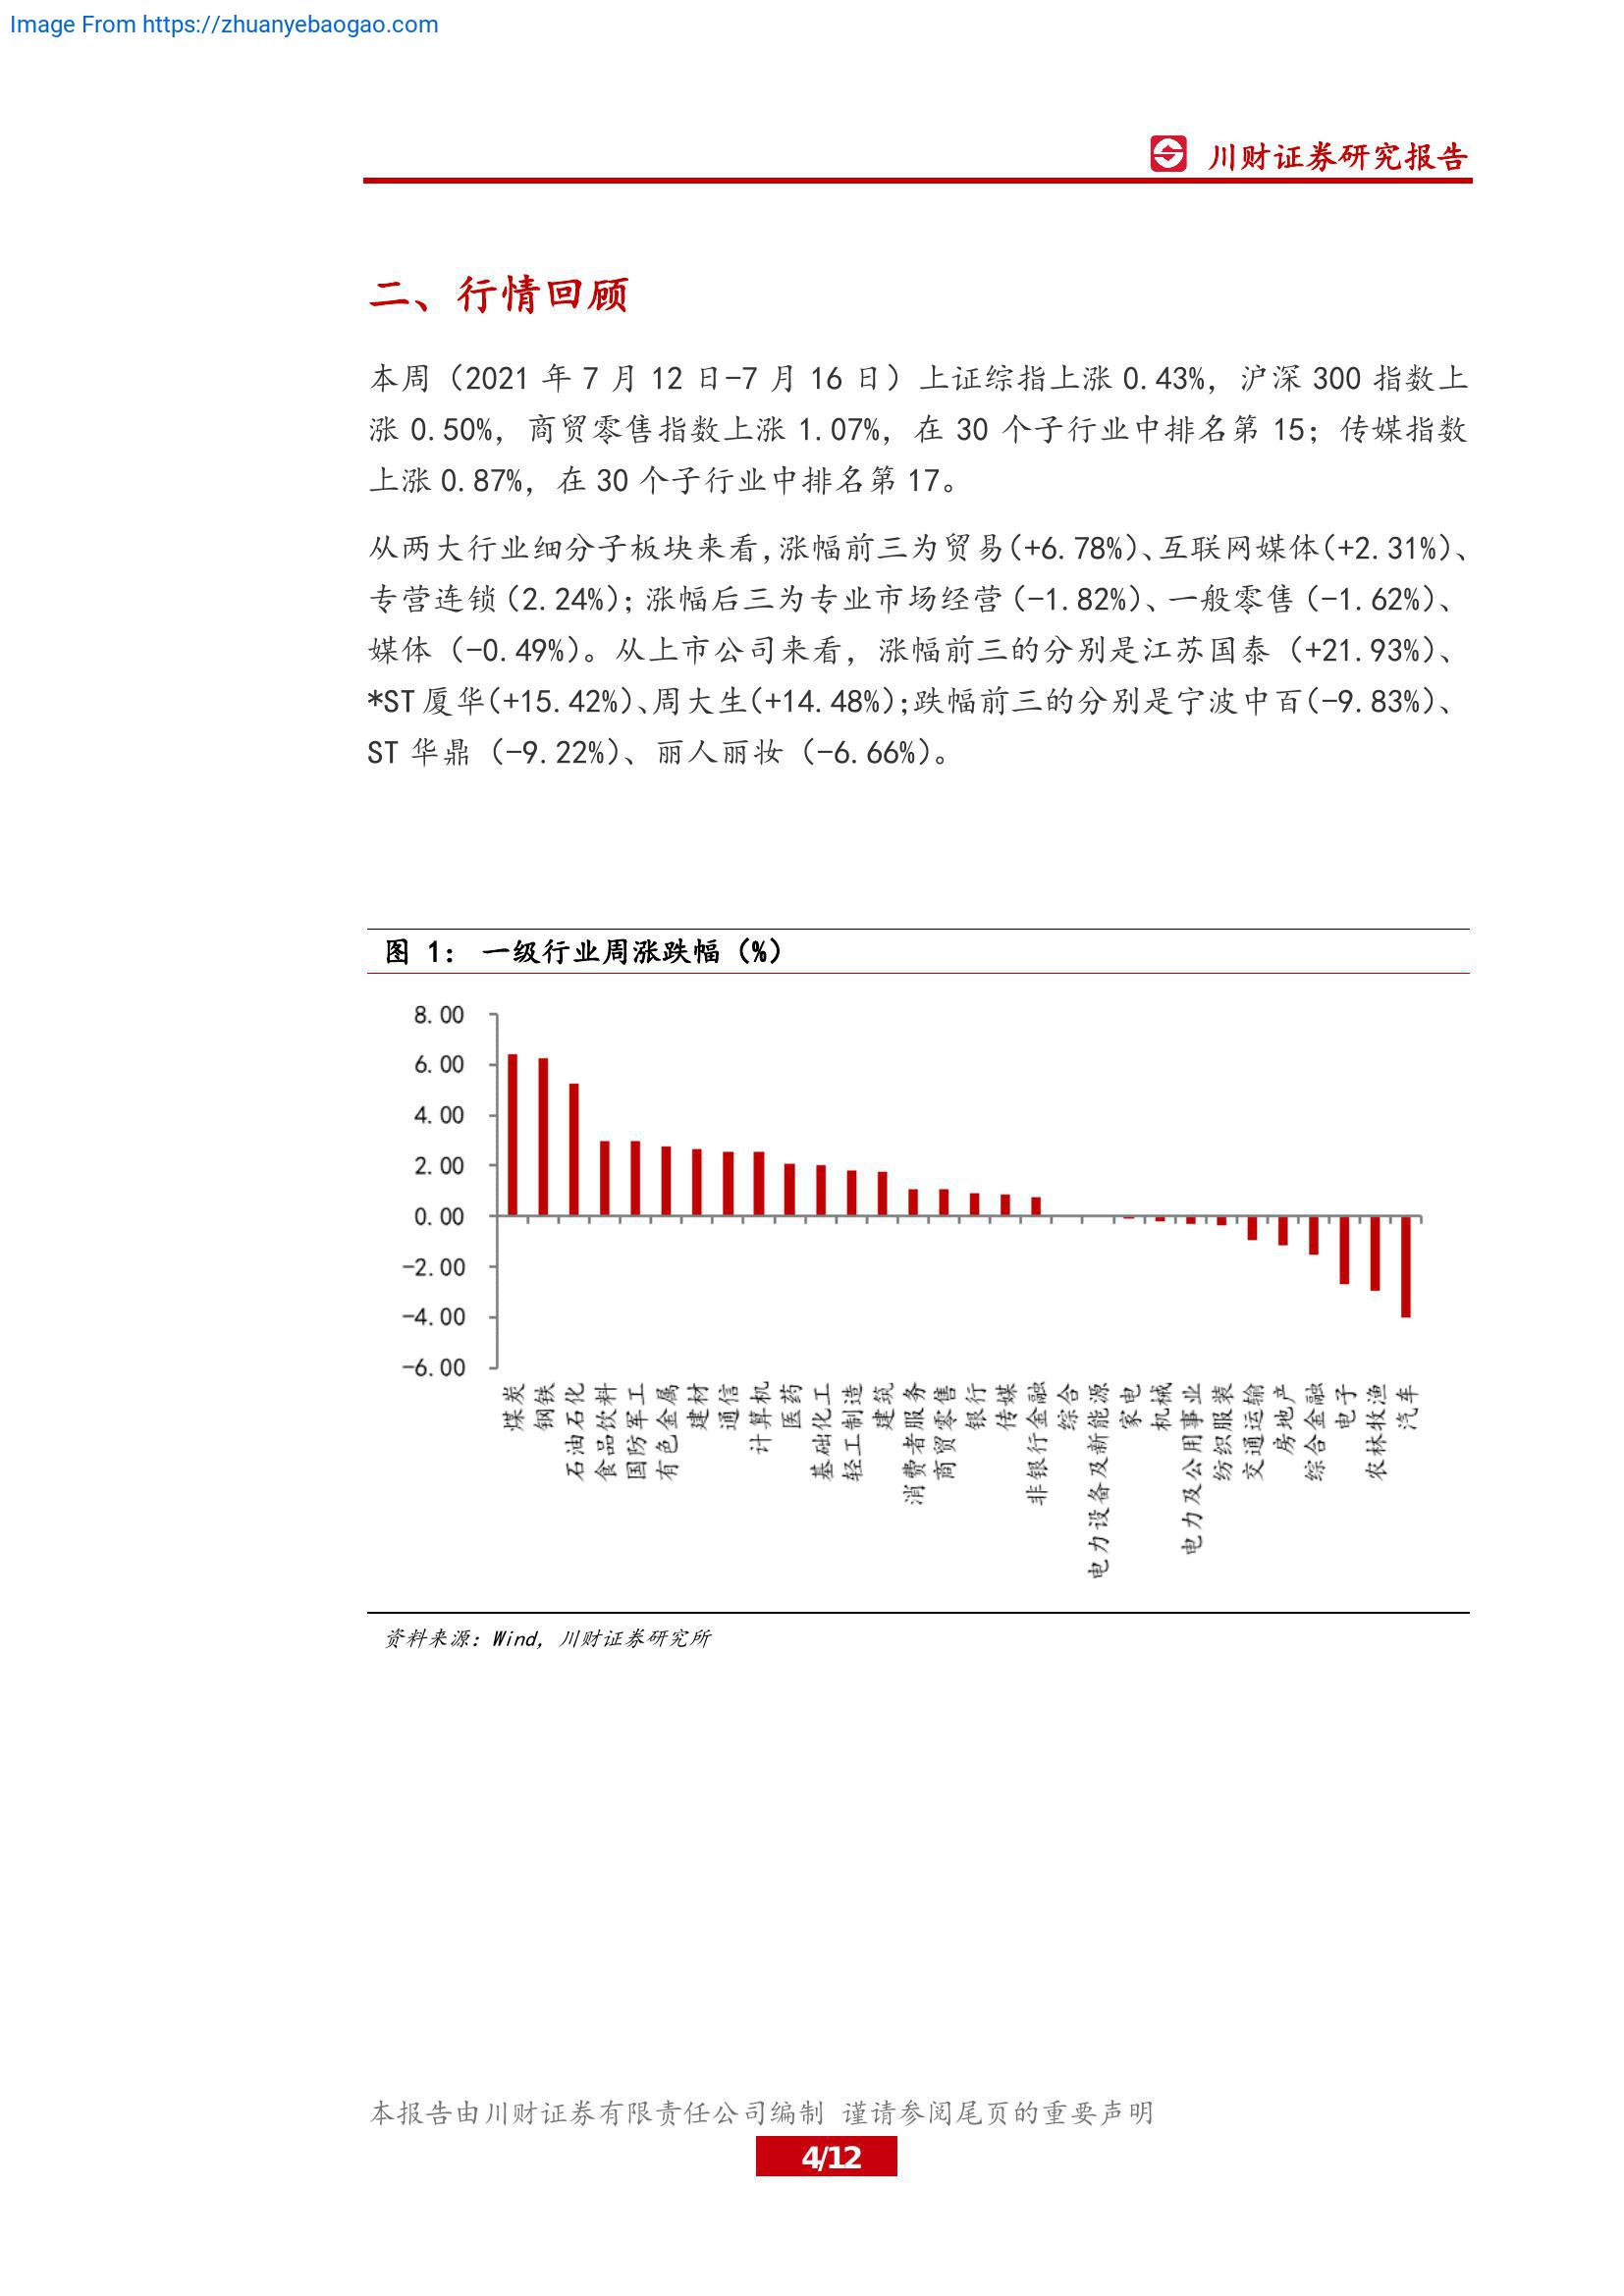 Image From https://zhuanyebaogao.com
川财证券研究报告
二、行情回顾
本周（2021 年 7 月 12 日-7 月 16 日）上证综指上涨 0.43%，沪深 300 指数上
涨 0.50%，商贸零售指数上涨 1.07%，在 30 个子行业中排名第 15；传媒指数
上涨 0.87%，在 30 个子行业中排名第 17。
从两大行业细分子板块来看，涨幅前三为贸易（+6.78%）、互联网媒体（+2.31%）、
专营连锁（2.24%）；涨幅后三为专业市场经营（-1.82%）、一般零售（-1.62%）、
媒体（-0.49%）。从上市公司来看，涨幅前三的分别是江苏国泰（+21.93%）、
*ST 厦华（+15.42%）、周大生（+14.48%）；跌幅前三的分别是宁波中百（-9.83%）、
ST 华鼎（-9.22%）、丽人丽妆（-6.66%）。
图 1： 一级行业周涨跌幅（%）
8.00
6.00
4.00
2.00
0.00
-2.00
-4.00
-6.00
煤炭
钢铁
石油石化
食品饮料
国防军工
有色金属
建材
通信
计算机
医药
基础化工
轻工制造
建筑
消费者服务
商贸零售
银行
传媒
非银行金融
综合
电力设备及新能源
家电
机械
电力及公用事业
纺织服装
交通运输
房地产
综合金融
电子
农林牧渔
汽车
资料来源：Wind，川财证券研究所
本报告由川财证券有限责任公司编制 谨请参阅尾页的重要声明
4/12